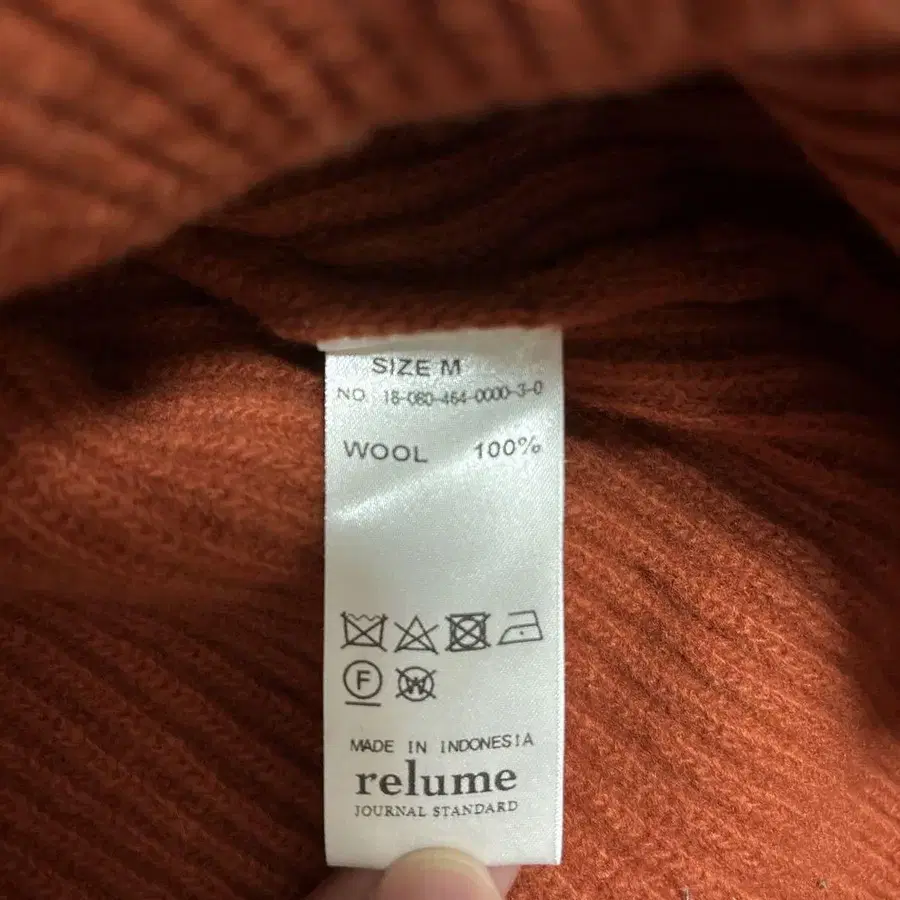 SIZE M
NO. 18-080-464-0000-3-0
WOOL 100%
F
W
MADE IN INDONESIA
relume
JOURNAL STANDARD